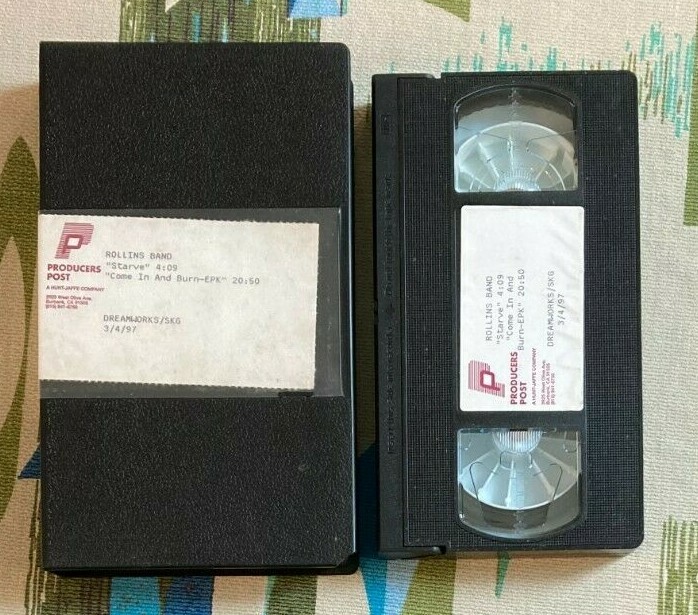 PRODUCERS
POST
A HUNT-JAFFE COMPANY
ROLLINS BAND
"Starve" 4:09
"Come In And Burn-EPK" 20:50
DREAMWORKS/SKG
3/4/97
ROLLINS BAND
"Starve" 4:09
"Come In And
Burn-EPK" 20:50
DREAMWORKS/SKG
3/4/97
PRODUCERS
POST
A HUNT-JAFFE COMPANY